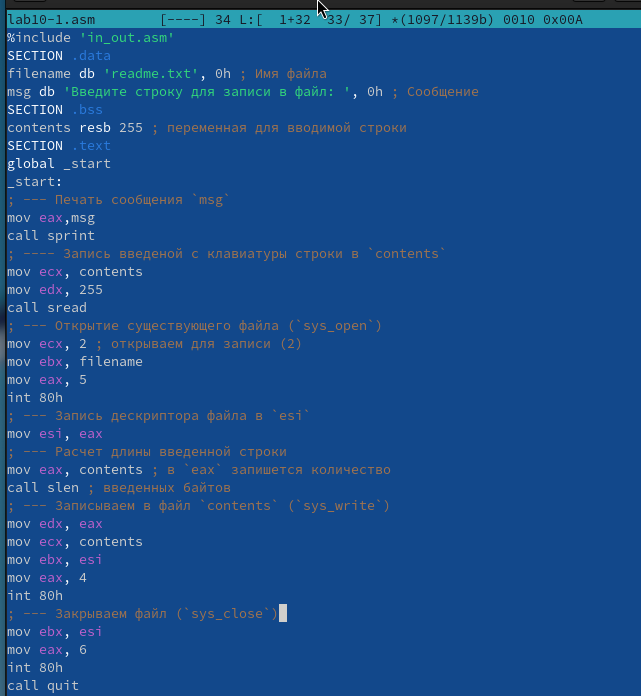 lab10-1.asm [----] 34 L:[ 1+32 33/ 37] *(1097/1139b) 0010 0x00A
%include 'in_out.asm'
SECTION .data
filename db 'readme.txt', 0h ; Имя файла
msg db 'Введите строку для записи в файл: ', 0h ; Сообщение
SECTION .bss
contents resb 255 ; переменная для вводимой строки
SECTION .text
global _start
_start:
; --- Печать сообщения `msg`
mov eax,msg
call sprint
; ---- Запись введеной с клавиатуры строки в `contents`
mov ecx, contents
mov edx, 255
call sread
; --- Открытие существующего файла (`sys_open`)
mov ecx, 2 ; открываем для записи (2)
mov ebx, filename
mov eax, 5
int 80h
; --- Запись дескриптора файла в `esi`
mov esi, eax
; --- Расчет длины введенной строки
mov eax, contents ; в `eax` запишется количество
call slen ; введенных байтов
; --- Записываем в файл `contents` (`sys_write`)
mov edx, eax
mov ecx, contents
mov ebx, esi
mov eax, 4
int 80h
; --- Закрываем файл (`sys_close`)
mov ebx, esi
mov eax, 6
int 80h
call quit